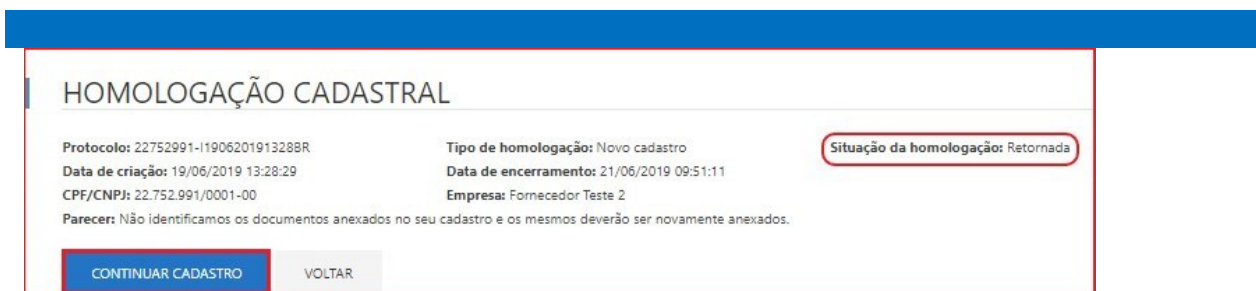 HOMOLOGAÇÃO CADASTRAL
Protocolo: 22752991-I190620191328BR Tipo de homologação: Novo cadastro Situação da homologação: Retornada
Data de criação: 19/06/2019 13:28:29 Data de encerramento: 21/06/2019 09:51:11
CPF/CNPJ: 22.752.991/0001-00 Empresa: Fornecedor Teste 2
Parecer: Não identificamos os documentos anexados no seu cadastro e os mesmos deverão ser novamente anexados.
CONTINUAR CADASTRO VOLTAR